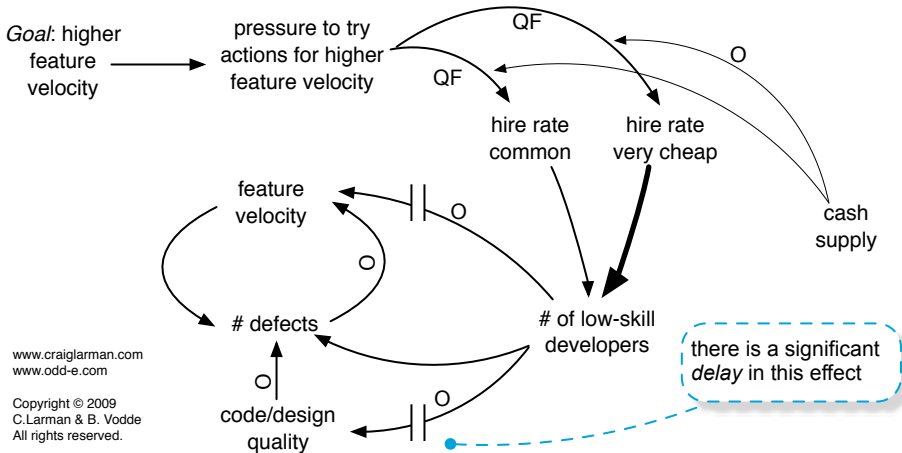 Goal: higher
feature
velocity
pressure to try
actions for higher
feature velocity
QF
QF
O
hire rate
common
hire rate
very cheap
cash
supply
feature
velocity
O
O
# defects
# of low-skill
developers
there is a significant
delay in this effect
O
O
code/design
quality
www.craiglarman.com
www.odd-e.com
Copyright © 2009
C.Larman & B. Vodde
All rights reserved.